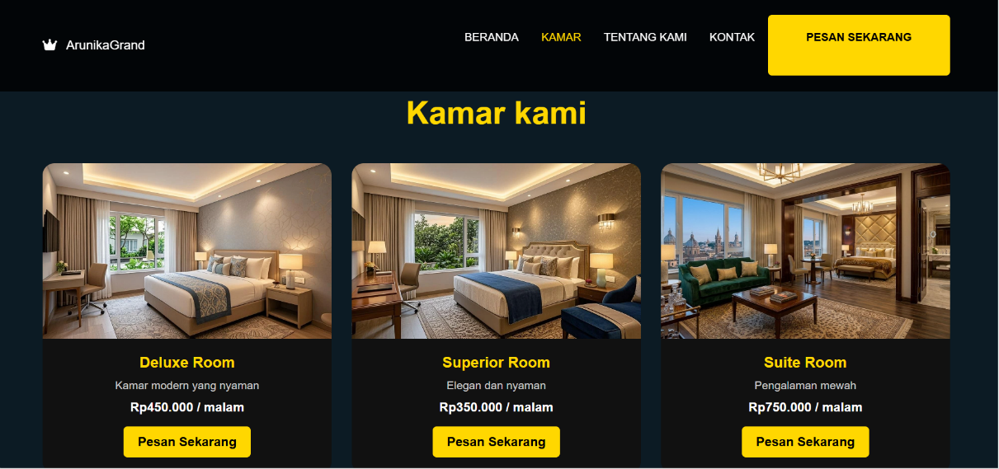 ArunikaGrand
BERANDA KAMAR TENTANG KAMI KONTAK PESAN SEKARANG
Kamar kami
Deluxe Room
Kamar modern yang nyaman
Rp450.000 / malam
Pesan Sekarang
Superior Room
Elegan dan nyaman
Rp350.000 / malam
Pesan Sekarang
Suite Room
Pengalaman mewah
Rp750.000 / malam
Pesan Sekarang